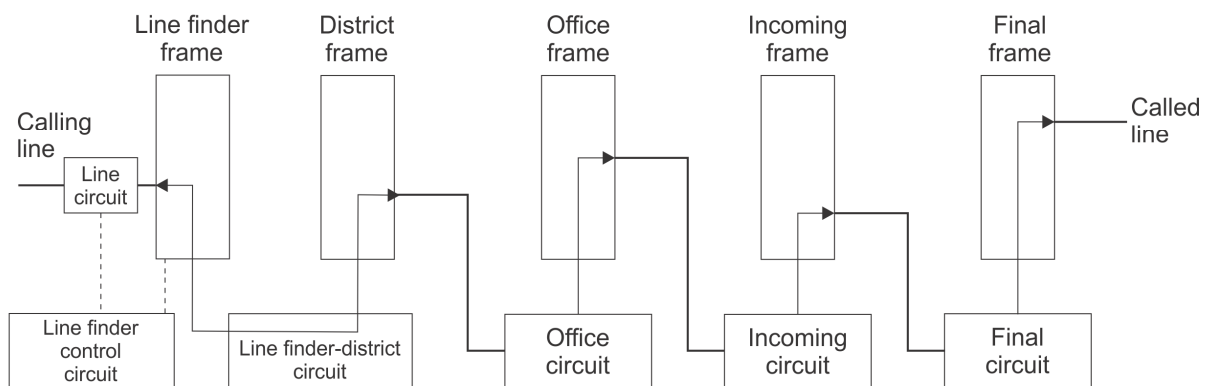 Line finder
frame
District
frame
Office
frame
Incoming
frame
Final
frame
Calling
line
Line
circuit
Called
line
Line finder
control
circuit
Line finder-district
circuit
Office
circuit
Incoming
circuit
Final
circuit